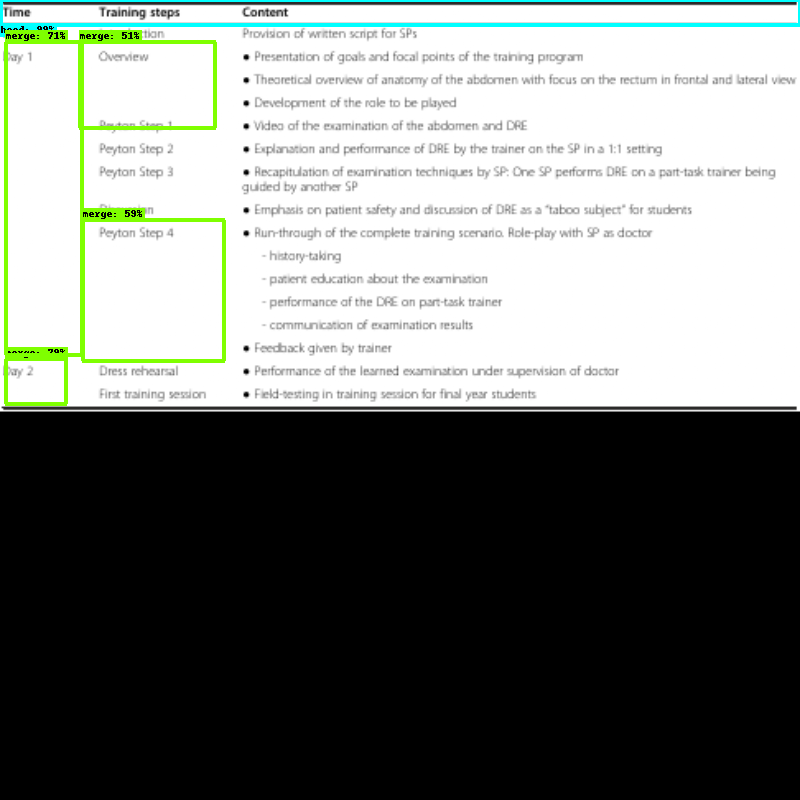 Time Training steps Content
Provision of written script for SPs
merge: 71% merge: 51%
Day 1 Overview ● Presentation of goals and focal points of the training program
● Theoretical overview of anatomy of the abdomen with focus on the rectum in frontal and lateral view
● Development of the role to be played
Peyton Step 1 ● Video of the examination of the abdomen and DRE
Peyton Step 2 ● Explanation and performance of DRE by the trainer on the SP in a 1:1 setting
Peyton Step 3 ● Recapitulation of examination techniques by SP: One SP performs DRE on a part-task trainer being
guided by another SP
● Emphasis on patient safety and discussion of DRE as a "taboo subject" for students
merge: 59%
Peyton Step 4 ● Run-through of the complete training scenario. Role-play with SP as doctor
- history-taking
- patient education about the examination
- performance of the DRE on part-task trainer
- communication of examination results
● Feedback given by trainer
Day 2 Dress rehearsal ● Performance of the learned examination under supervision of doctor
First training session ● Field-testing in training session for final year students